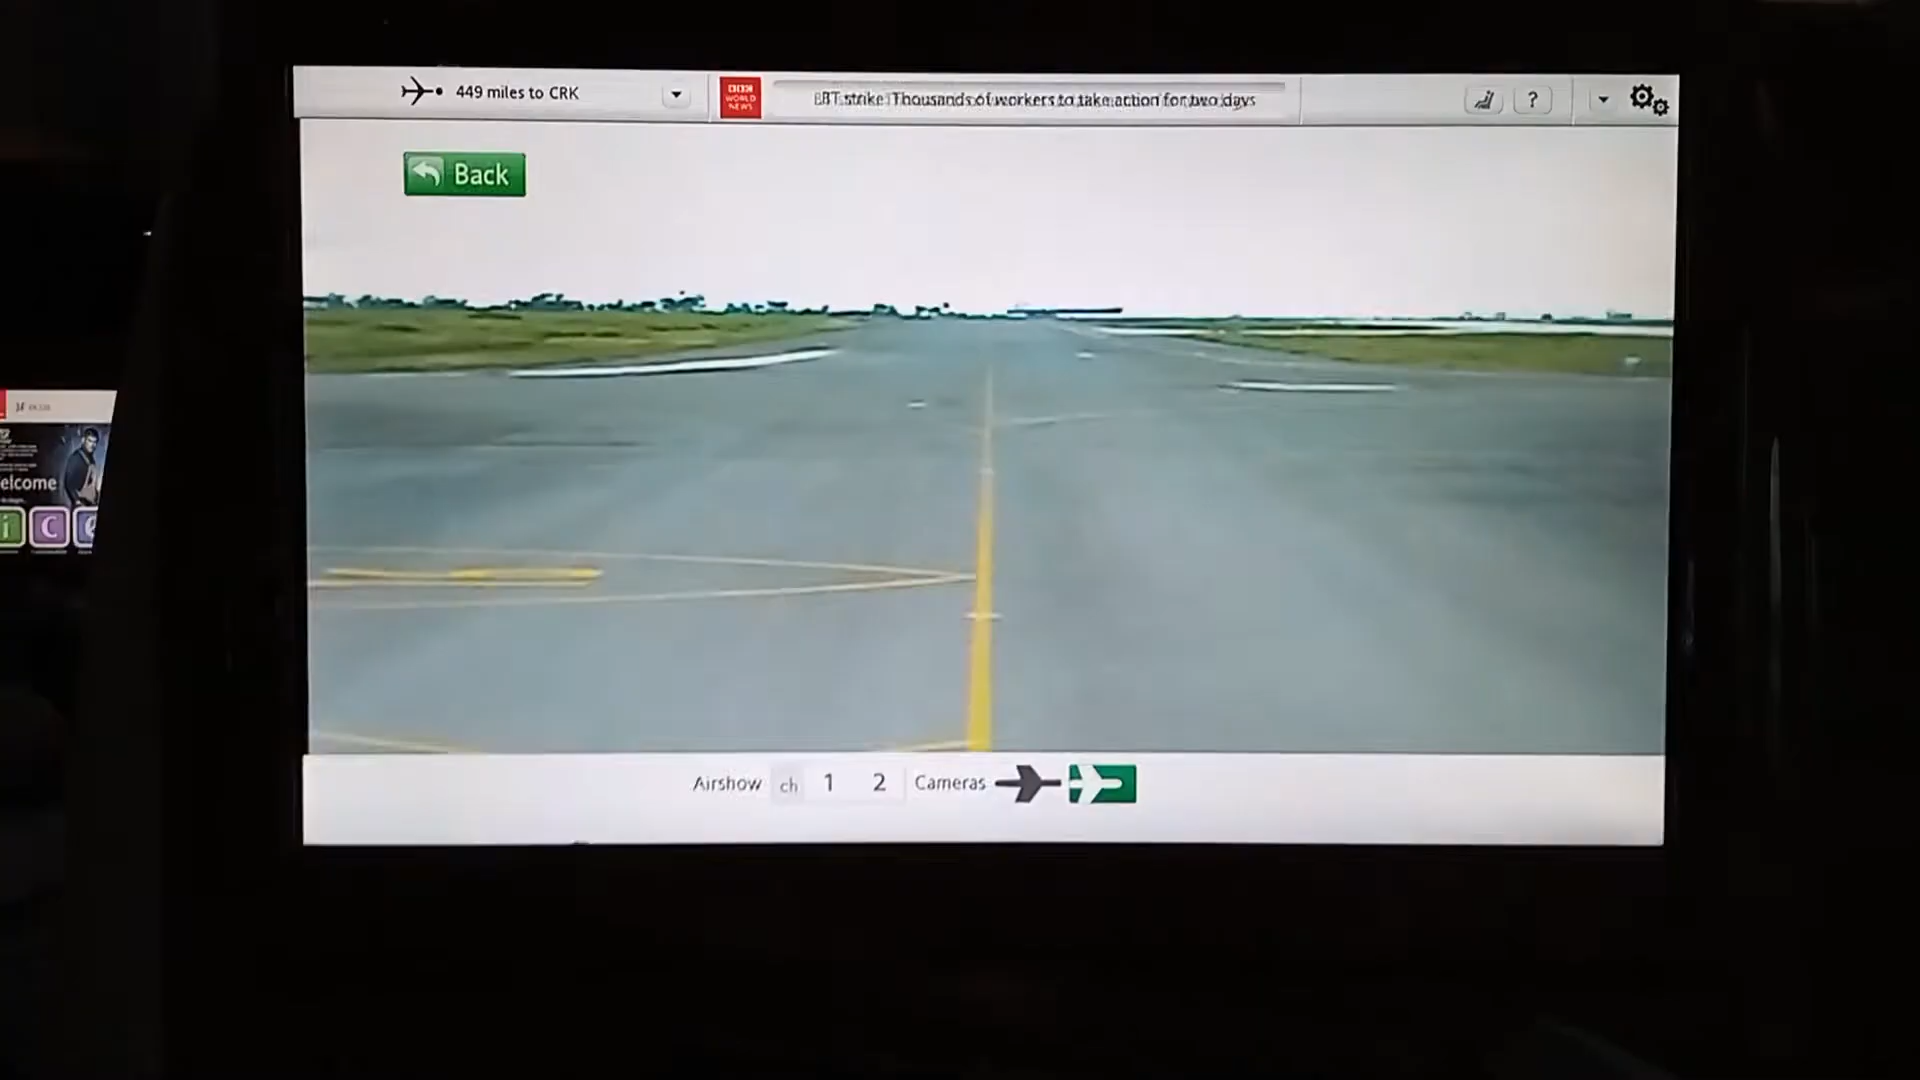 449 miles to CRK
BBC
WORLD
NEWS
BT strike: Thousands of workers to take action for two days
?
Back
elcome
i C
Airshow ch 1 2 Cameras